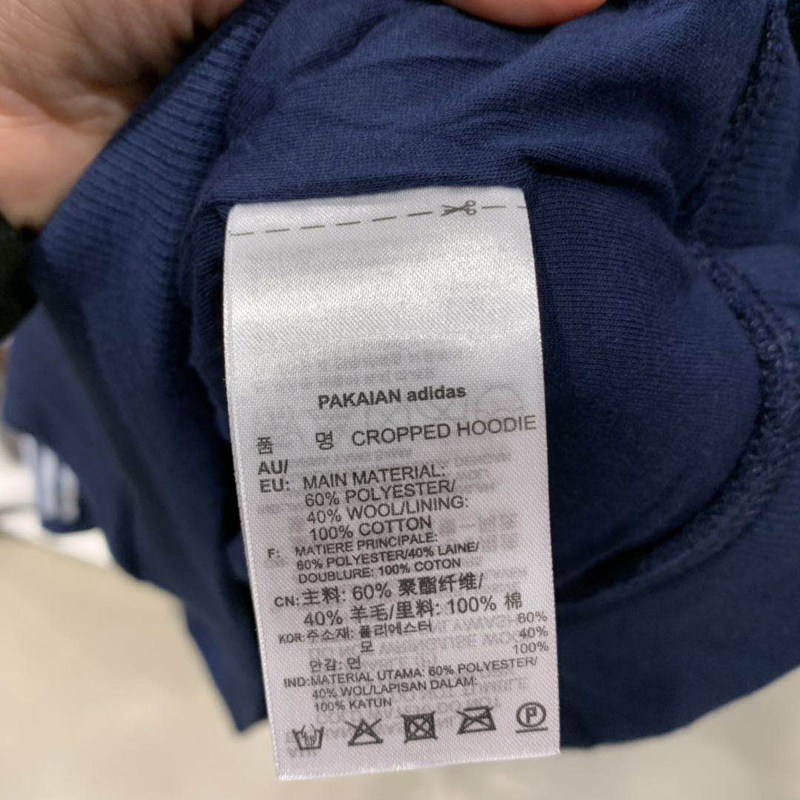 PAKAIAN adidas
품 명 CROPPED HOODIE
AU/
EU: MAIN MATERIAL:
60% POLYESTER/
40% WOOL/LINING:
100% COTTON
F: MATIERE PRINCIPALE:
60% POLYESTER/40% LAINE/
DOUBLURE: 100% COTON
CN: 主料: 60% 聚酯纤维/
40% 羊毛/里料: 100% 棉
KOR: 주소재: 폴리에스터 60%
모 40%
안감: 면 100%
IND: MATERIAL UTAMA: 60% POLYESTER/
40% WOL/LAPISAN DALAM:
100% KATUN
P